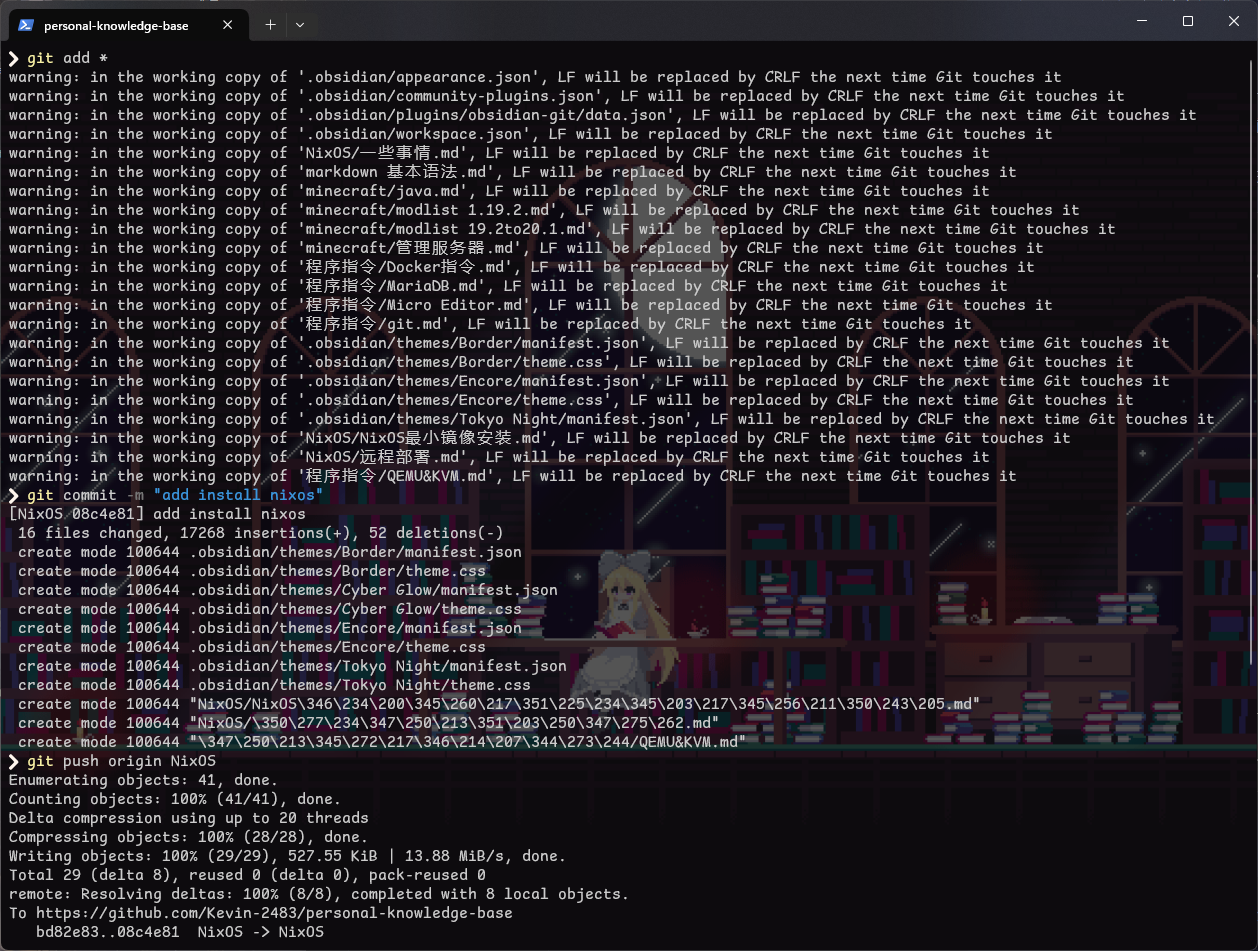 personal-knowledge-base
❯ git add *
warning: in the working copy of '.obsidian/appearance.json', LF will be replaced by CRLF the next time Git touches it
warning: in the working copy of '.obsidian/community-plugins.json', LF will be replaced by CRLF the next time Git touches it
warning: in the working copy of '.obsidian/plugins/obsidian-git/data.json', LF will be replaced by CRLF the next time Git touches it
warning: in the working copy of '.obsidian/workspace.json', LF will be replaced by CRLF the next time Git touches it
warning: in the working copy of 'NixOS/一些事情.md', LF will be replaced by CRLF the next time Git touches it
warning: in the working copy of 'markdown 基本语法.md', LF will be replaced by CRLF the next time Git touches it
warning: in the working copy of 'minecraft/java.md', LF will be replaced by CRLF the next time Git touches it
warning: in the working copy of 'minecraft/modlist 1.19.2.md', LF will be replaced by CRLF the next time Git touches it
warning: in the working copy of 'minecraft/modlist 19.2to20.1.md', LF will be replaced by CRLF the next time Git touches it
warning: in the working copy of 'minecraft/管理服务器.md', LF will be replaced by CRLF the next time Git touches it
warning: in the working copy of '程序指令/Docker指令.md', LF will be replaced by CRLF the next time Git touches it
warning: in the working copy of '程序指令/MariaDB.md', LF will be replaced by CRLF the next time Git touches it
warning: in the working copy of '程序指令/Micro Editor.md', LF will be replaced by CRLF the next time Git touches it
warning: in the working copy of '程序指令/git.md', LF will be replaced by CRLF the next time Git touches it
warning: in the working copy of '.obsidian/themes/Border/manifest.json', LF will be replaced by CRLF the next time Git touches it
warning: in the working copy of '.obsidian/themes/Border/theme.css', LF will be replaced by CRLF the next time Git touches it
warning: in the working copy of '.obsidian/themes/Encore/manifest.json', LF will be replaced by CRLF the next time Git touches it
warning: in the working copy of '.obsidian/themes/Encore/theme.css', LF will be replaced by CRLF the next time Git touches it
warning: in the working copy of '.obsidian/themes/Tokyo Night/manifest.json', LF will be replaced by CRLF the next time Git touches it
warning: in the working copy of 'NixOS/NixOS最小镜像安装.md', LF will be replaced by CRLF the next time Git touches it
warning: in the working copy of 'NixOS/远程部署.md', LF will be replaced by CRLF the next time Git touches it
warning: in the working copy of '程序指令/QEMU&KVM.md', LF will be replaced by CRLF the next time Git touches it
❯ git commit -m "add install nixos"
[NixOS 08c4e81] add install nixos
16 files changed, 17268 insertions(+), 52 deletions(-)
create mode 100644 .obsidian/themes/Border/manifest.json
create mode 100644 .obsidian/themes/Border/theme.css
create mode 100644 .obsidian/themes/Cyber Glow/manifest.json
create mode 100644 .obsidian/themes/Cyber Glow/theme.css
create mode 100644 .obsidian/themes/Encore/manifest.json
create mode 100644 .obsidian/themes/Encore/theme.css
create mode 100644 .obsidian/themes/Tokyo Night/manifest.json
create mode 100644 .obsidian/themes/Tokyo Night/theme.css
create mode 100644 "NixOS/NixOS\346\234\200\345\260\217\351\225\234\345\203\217\345\256\211\350\243\205.md"
create mode 100644 "NixOS/\350\277\234\347\250\213\351\203\250\347\275\262.md"
create mode 100644 "\347\250\213\345\272\217\346\214\207\344\273\244/QEMU&KVM.md"
❯ git push origin NixOS
Enumerating objects: 41, done.
Counting objects: 100% (41/41), done.
Delta compression using up to 20 threads
Compressing objects: 100% (28/28), done.
Writing objects: 100% (29/29), 527.55 KiB | 13.88 MiB/s, done.
Total 29 (delta 8), reused 0 (delta 0), pack-reused 0
remote: Resolving deltas: 100% (8/8), completed with 8 local objects.
To https://github.com/Kevin-2483/personal-knowledge-base
bd82e83..08c4e81  NixOS -> NixOS